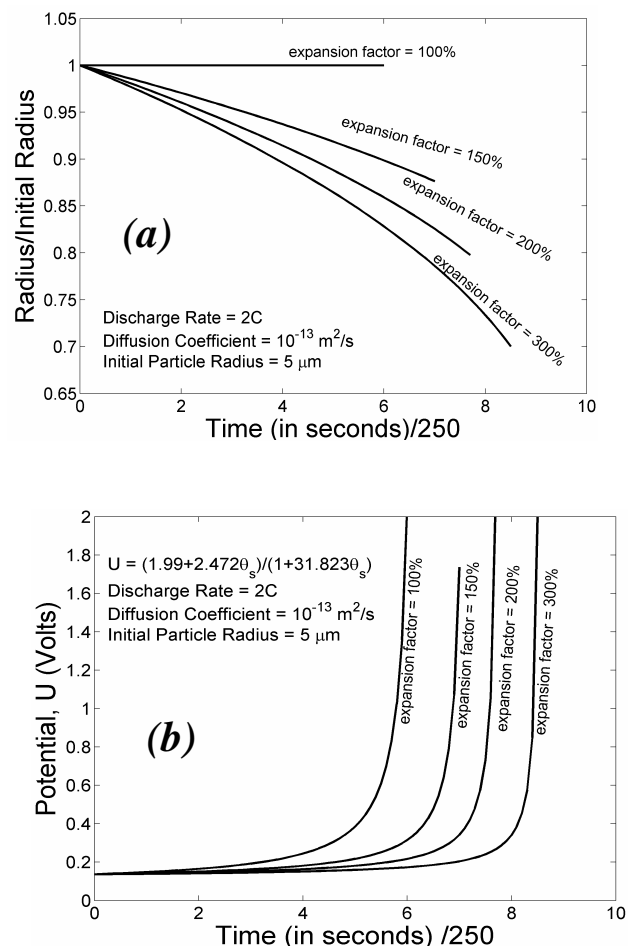 1.05
expansion factor = 100%
1
0.95
expansion factor = 150%
0.9
expansion factor = 200%
0.85
(a)
0.8
expansion factor = 300%
0.75
Discharge Rate = 2C
Diffusion Coefficient = 10⁻¹³ m²/s
0.7
Initial Particle Radius = 5 μm
0.65
0 2 4 6 8 10
Time (in seconds)/250
Radius/Initial Radius
2
1.8
U = (1.99+2.472θₛ)/(1+31.823θₛ)
Discharge Rate = 2C
1.6
Diffusion Coefficient = 10⁻¹³ m²/s
1.4
Initial Particle Radius = 5 μm
1.2
expansion factor = 100%
expansion factor = 150%
expansion factor = 200%
expansion factor = 300%
1
(b)
0.8
0.6
0.4
0.2
0
0 2 4 6 8 10
Time (in seconds) /250
Potential, U (Volts)